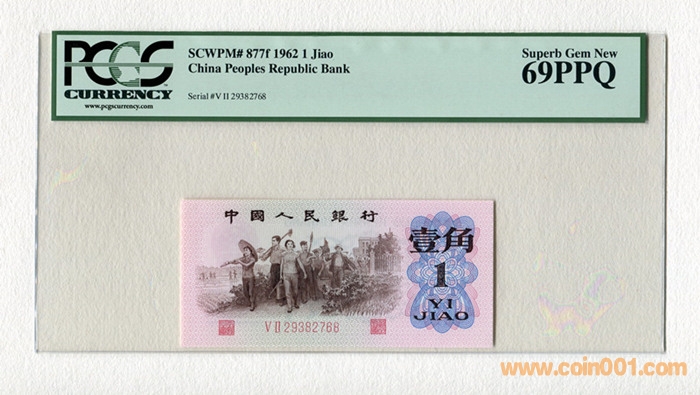 PCGS
CURRENCY
www.pcgscurrency.com
SCWPM# 877f 1962 1 Jiao
China Peoples Republic Bank
Serial #V II 29382768
Superb Gem New
69PPQ
中國人民銀行
壹角
1
YI
JIAO
V II 29382768
www.coin001.com